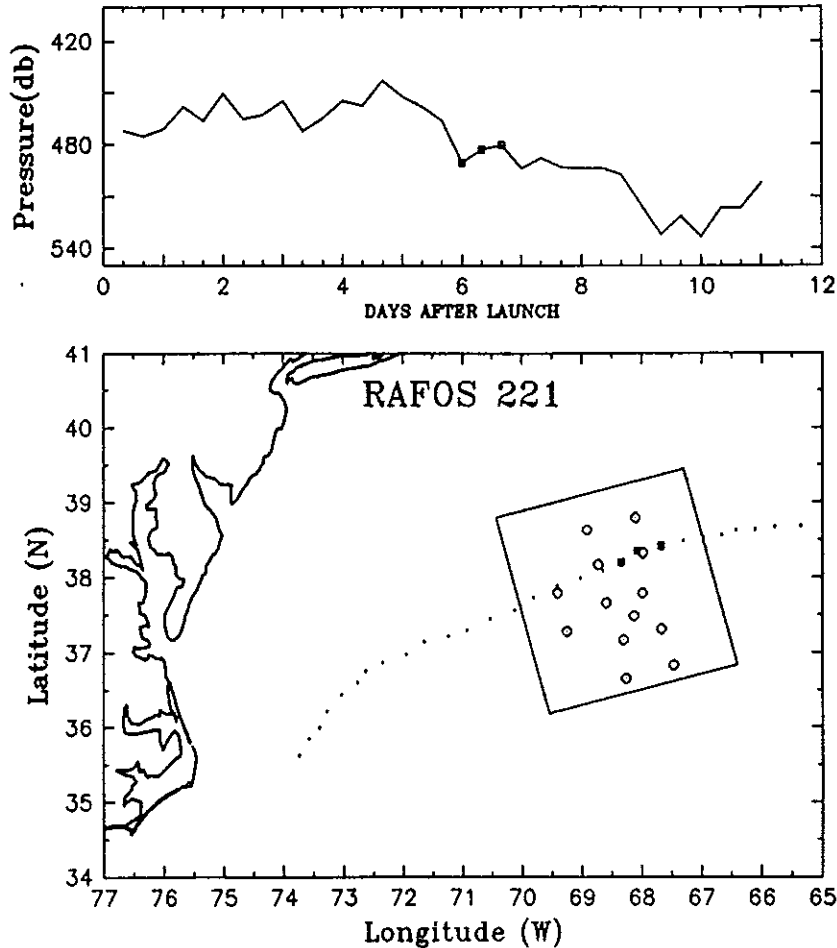 420
480
540
Pressure(db)
0 2 4 6 8 10 12
DAYS AFTER LAUNCH
RAFOS 221
41
40
39
38
37
36
35
34
Latitude (N)
77 76 75 74 73 72 71 70 69 68 67 66 65
Longitude (W)